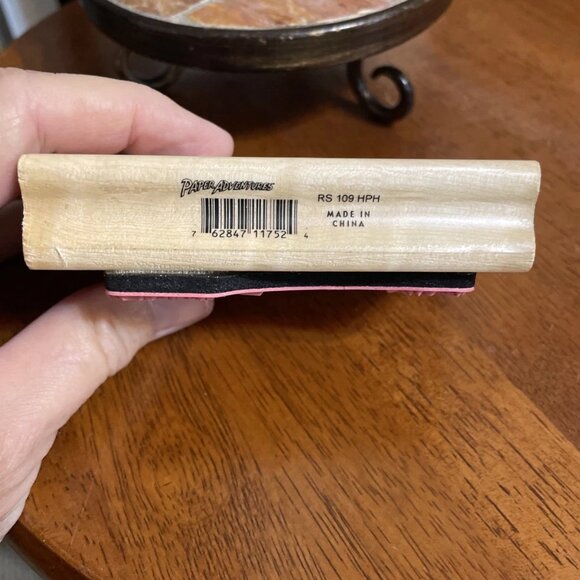 PAPER ADVENTURES
7 62847 11752 4
RS 109 HPH
MADE IN
CHINA